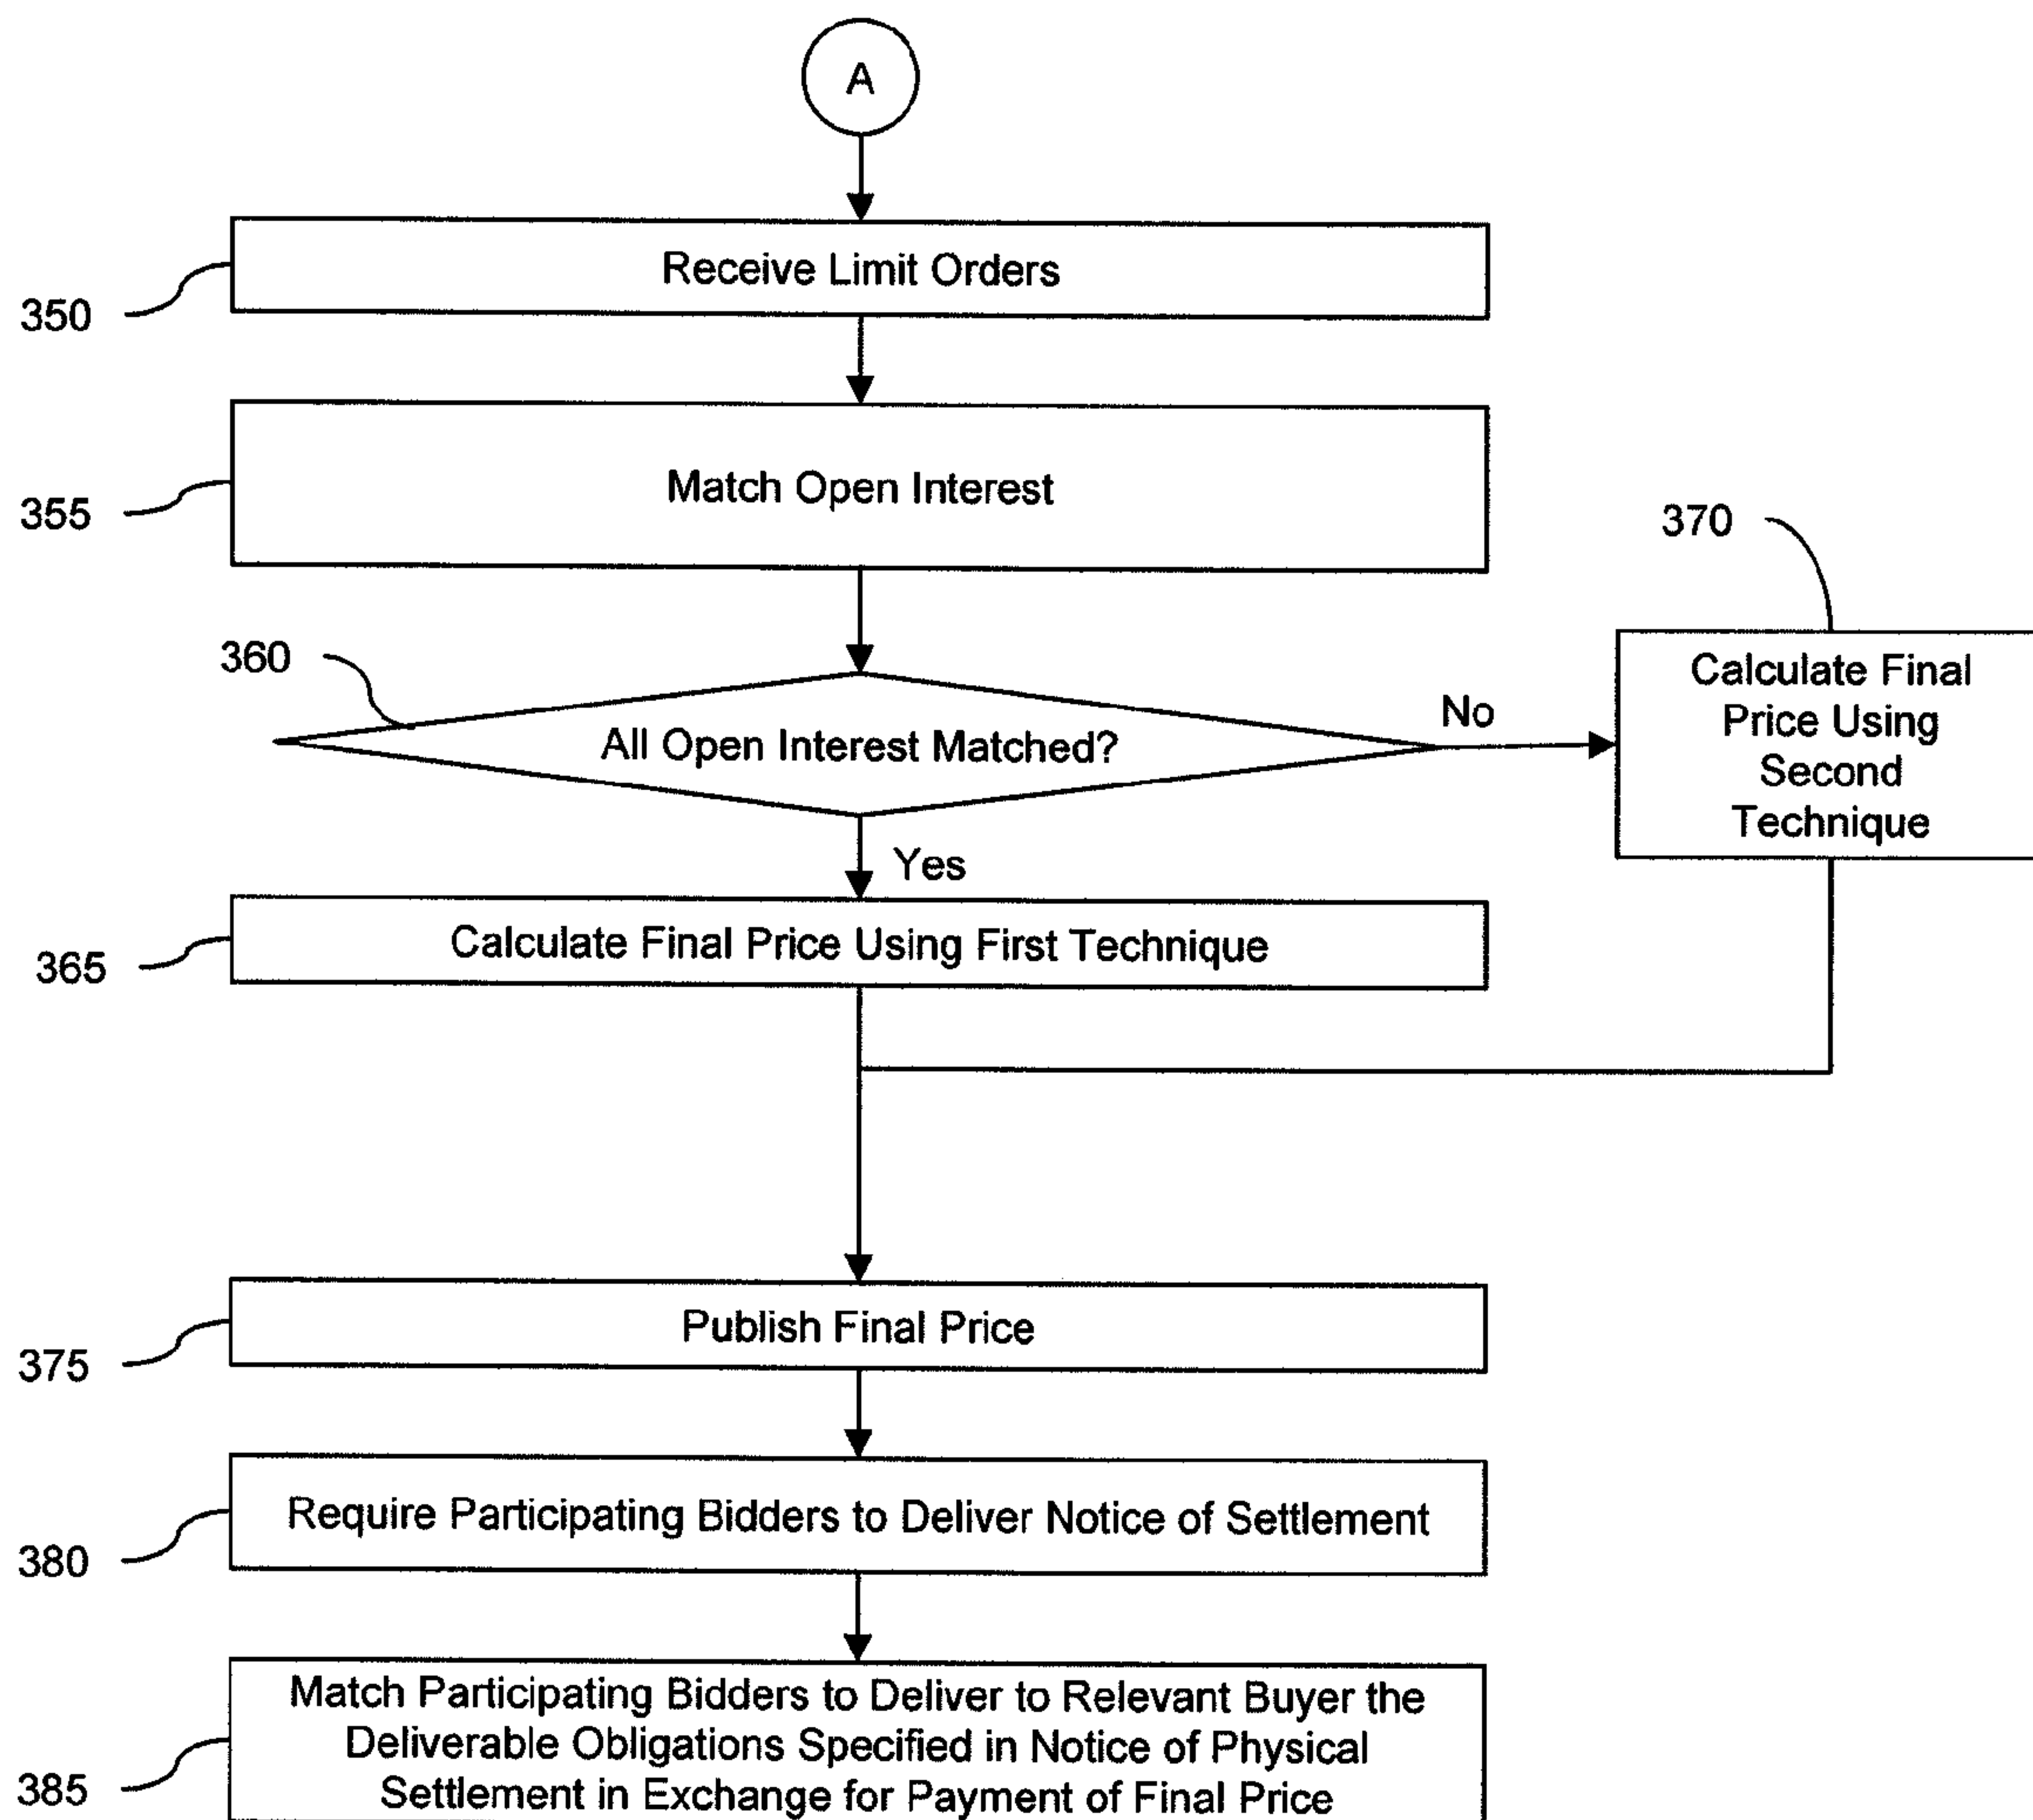 A
Receive Limit Orders
350
Match Open Interest
355
370
Calculate Final
Price Using
Second
Technique
360
All Open Interest Matched?
No
Yes
Calculate Final Price Using First Technique
365
Publish Final Price
375
Require Participating Bidders to Deliver Notice of Settlement
380
Match Participating Bidders to Deliver to Relevant Buyer the
Deliverable Obligations Specified in Notice of Physical
Settlement in Exchange for Payment of Final Price
385